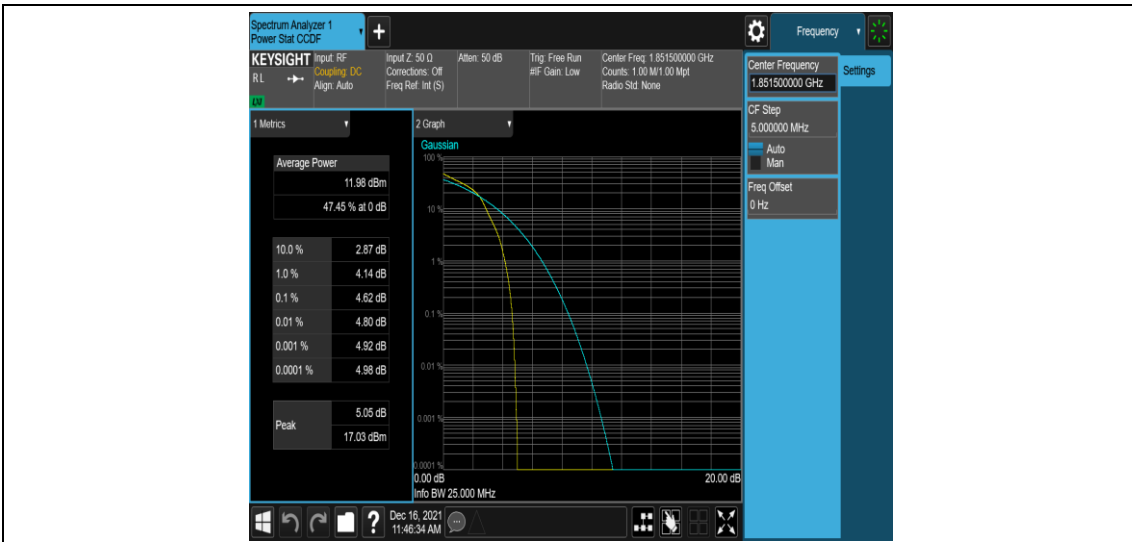 Spectrum Analyzer 1
Power Stat CCDF
+
Frequency
KEYSIGHT
RL
LXI
Input: RF
Coupling: DC
Align: Auto
Input Z: 50 Ω
Corrections: Off
Freq Ref: Int (S)
Atten: 50 dB
Trig: Free Run
#IF Gain: Low
Center Freq: 1.851500000 GHz
Counts: 1.00 M/1.00 Mpt
Radio Std: None
Center Frequency
1.851500000 GHz
Settings
CF Step
5.000000 MHz
Auto
Man
Freq Offset
0 Hz
1 Metrics
Average Power
11.98 dBm
47.45 % at 0 dB
10.0 % 2.87 dB
1.0 % 4.14 dB
0.1 % 4.62 dB
0.01 % 4.80 dB
0.001 % 4.92 dB
0.0001 % 4.98 dB
Peak
5.05 dB
17.03 dBm
2 Graph
Gaussian
100 %
10 %
1 %
0.1 %
0.01 %
0.001 %
0.0001 %
0.00 dB 20.00 dB
Info BW 25.000 MHz
?
Dec 16, 2021
11:46:34 AM